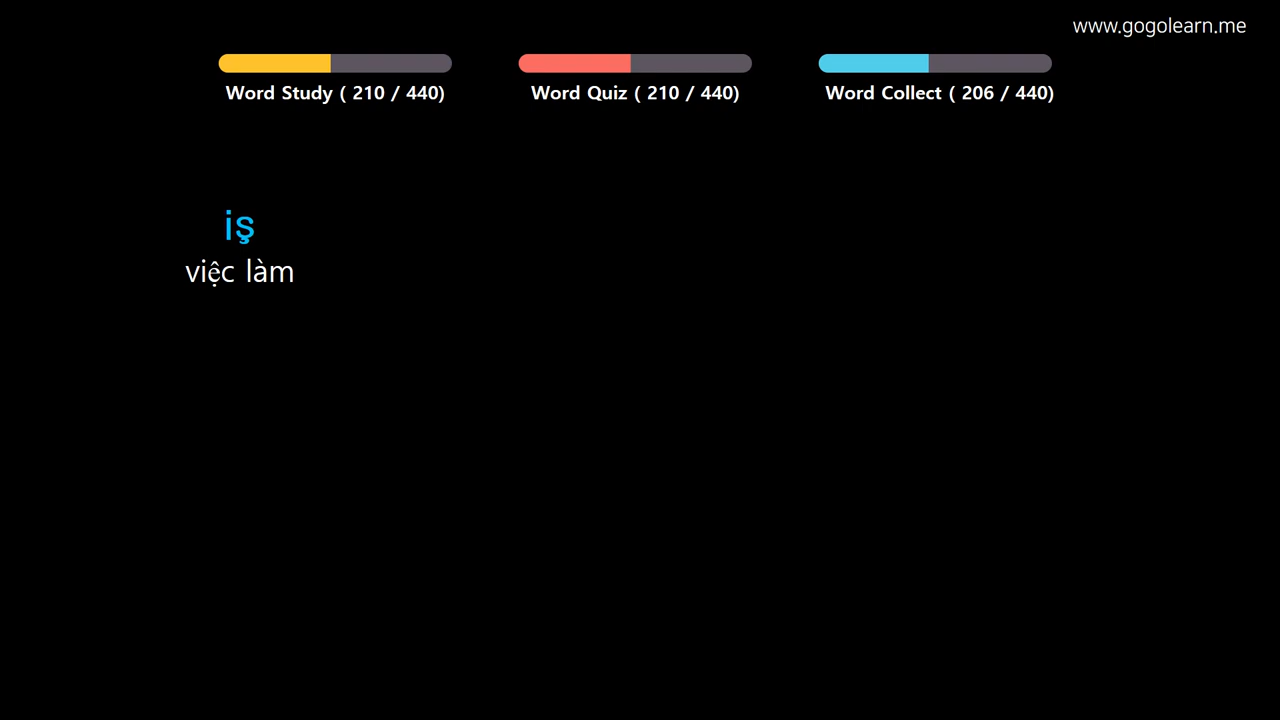 www.gogolearn.me
Word Study ( 210 / 440)
Word Quiz ( 210 / 440)
Word Collect ( 206 / 440)
iş
việc làm